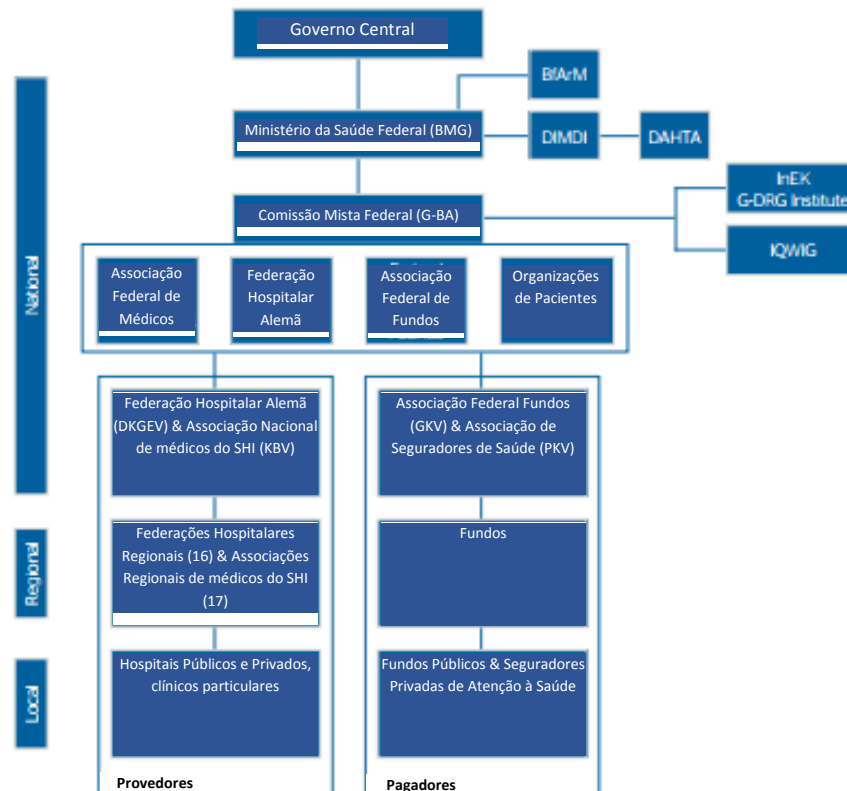 Governo Central
BfArM
Ministério da Saúde Federal (BMG)
DIMDI
DAHTA
InEK
G-DRG Institute
Comissão Mista Federal (G-BA)
IQWIG
National
Associação
Federal de
Médicos
Federação
Hospitalar
Alemã
Associação
Federal de
Fundos
Organizações
de Pacientes
Federação Hospitalar Alemã
(DKGEV) & Associação Nacional
de médicos do SHI (KBV)
Associação Federal Fundos
(GKV) & Associação de
Seguradores de Saúde (PKV)
Regional
Federações Hospitalares
Regionais (16) & Associações
Regionais de médicos do SHI
(17)
Fundos
Local
Hospitais Públicos e Privados,
clínicos particulares
Fundos Públicos & Seguradores
Privadas de Atenção à Saúde
Provedores
Pagadores